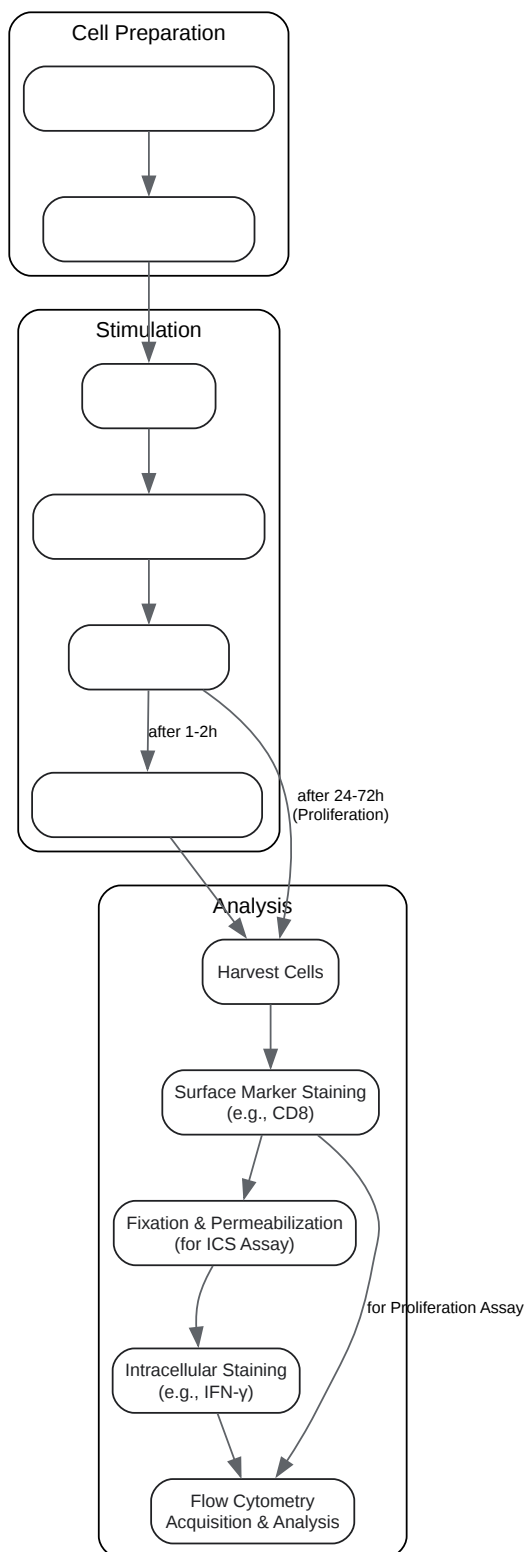 Cell Preparation
Stimulation
after 1-2h
after 24-72h
(Proliferation)
Analysis
Harvest Cells
Surface Marker Staining
(e.g., CD8)
Fixation & Permeabilization
(for ICS Assay)
for Proliferation Assay
Intracellular Staining
(e.g., IFN-γ)
Flow Cytometry
Acquisition & Analysis